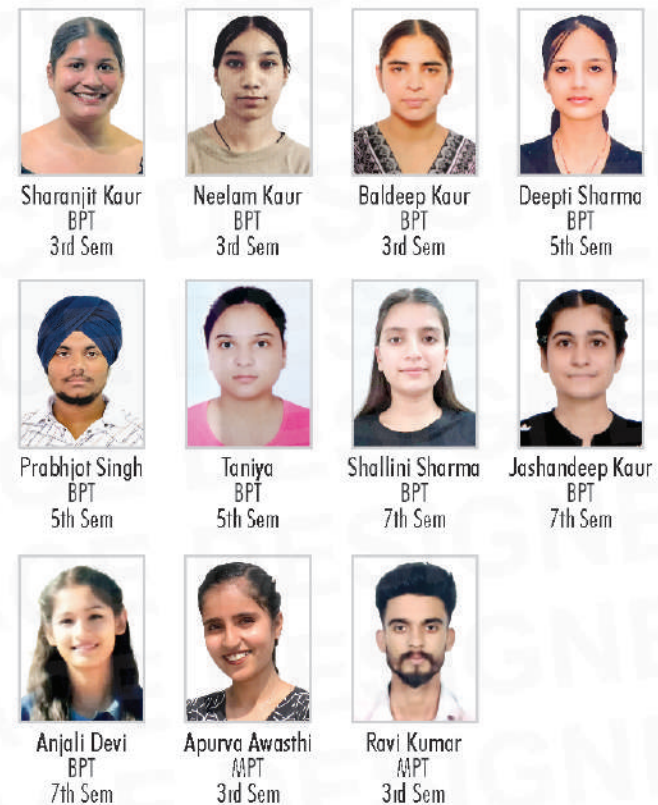 Sharanjit Kaur
BPT
3rd Sem
Neelam Kaur
BPT
3rd Sem
Baldeep Kaur
BPT
3rd Sem
Deepti Sharma
BPT
5th Sem
Prabhjot Singh
BPT
5th Sem
Taniya
BPT
5th Sem
Shallini Sharma
BPT
7th Sem
Jashandeep Kaur
BPT
7th Sem
Anjali Devi
BPT
7th Sem
Apurva Awasthi
MPT
3rd Sem
Ravi Kumar
MPT
3rd Sem